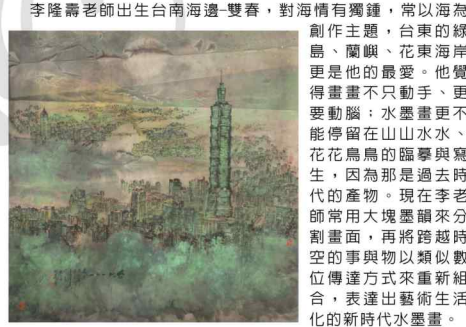 李隆壽老師出生台南海邊-雙春，對海情有獨鍾，常以海為
創作主題，台東的綠
島、蘭嶼、花東海岸
更是他的最愛。他覺
得畫畫不只動手、更
要動腦；水墨畫更不
能停留在山山水水、
花花鳥鳥的臨摹與寫
生，因為那是過去時
代的產物。現在李老
師常用大塊墨韻來分
割畫面，再將跨越時
空的事與物以類似數
位傳達方式來重新組
合，表達出藝術生活
化的新時代水墨畫。